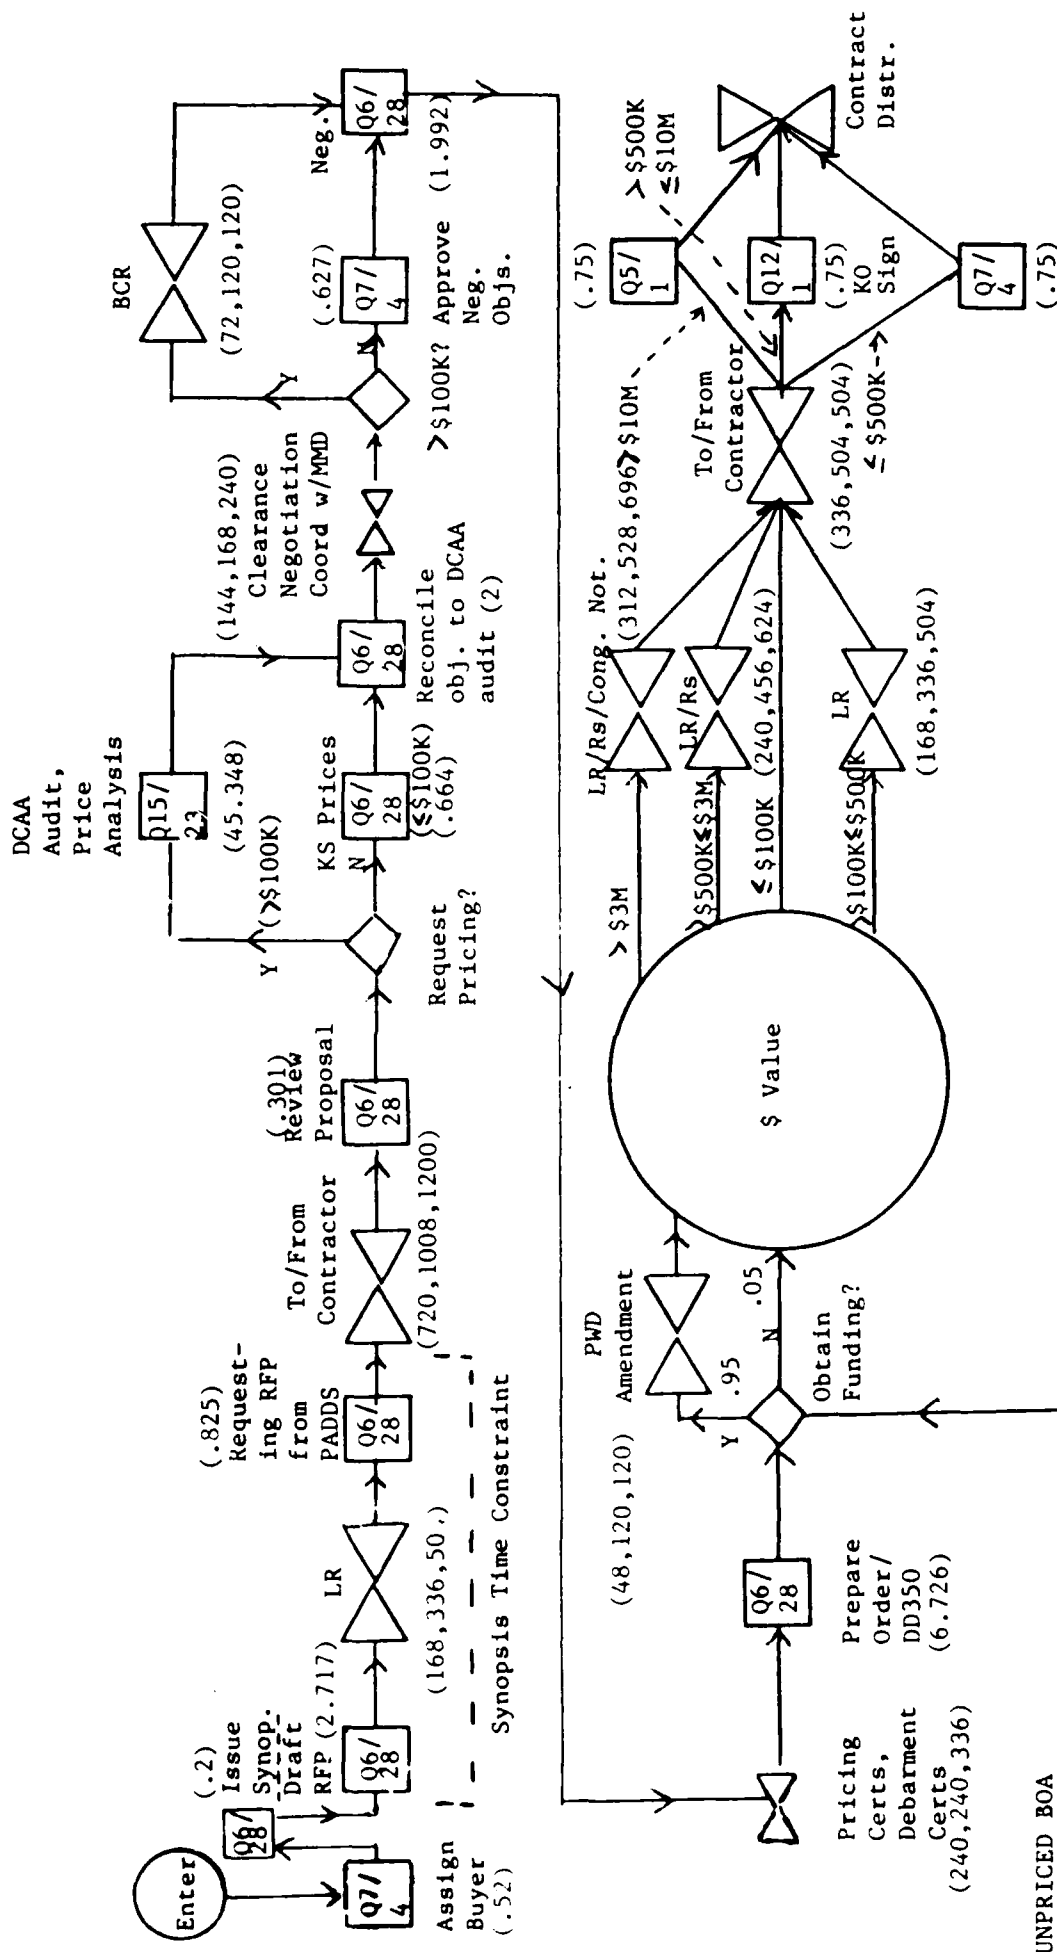 Enter
Q7/
4
Assign
Buyer
(.52)
Q6/
28
(.2)
Issue
Synop.
Draft
RFP (2.717)
Q6/
28
LR
(168,336,50.)
Synopsis Time Constraint
(.825)
Request-
ing RFP
from
PADDS
Q6/
28
To/From
Contractor
(720,1008,1200)
(.301)
Review
Proposal
Q6/
28
Request
Pricing?
Y
(>$100K)
N
DCAA
Audit,
Price
Analysis
Q15/
23
(45.348)
KS Prices
Q6/
28
(≤$100K)
(.664)
Q6/
28
Reconcile
obj. to DCAA
audit (2)
(144,168,240)
Clearance
Negotiation
Coord w/MMD
>$100K?
Y
N
BCR
(72,120,120)
(.627)
Q7/
4
Approve
Neg.
Objs.
Neg.
Q6/
28
(1.992)
Pricing
Certs,
Debarment
Certs
(240,240,336)
Q6/
28
Prepare
Order/
DD350
(6.726)
Obtain
Funding?
Y
.95
N
.05
PWD
Amendment
(48,120,120)
$ Value
> $3M
>$500K≤$3M
≤ $100K
>$100K≤$500K
LR/Rs/Cong. Not.
(312,528,696)
LR/Rs
(240,456,624)
LR
(168,336,504)
To/From
Contractor
(336,504,504)
>$10M
>$500K
≤$10M
≤ $500K
(.75)
Q5/
1
Q12/
1
(.75)
KO
Sign
Q7/
4
(.75)
Contract
Distr.
UNPRICED BOA